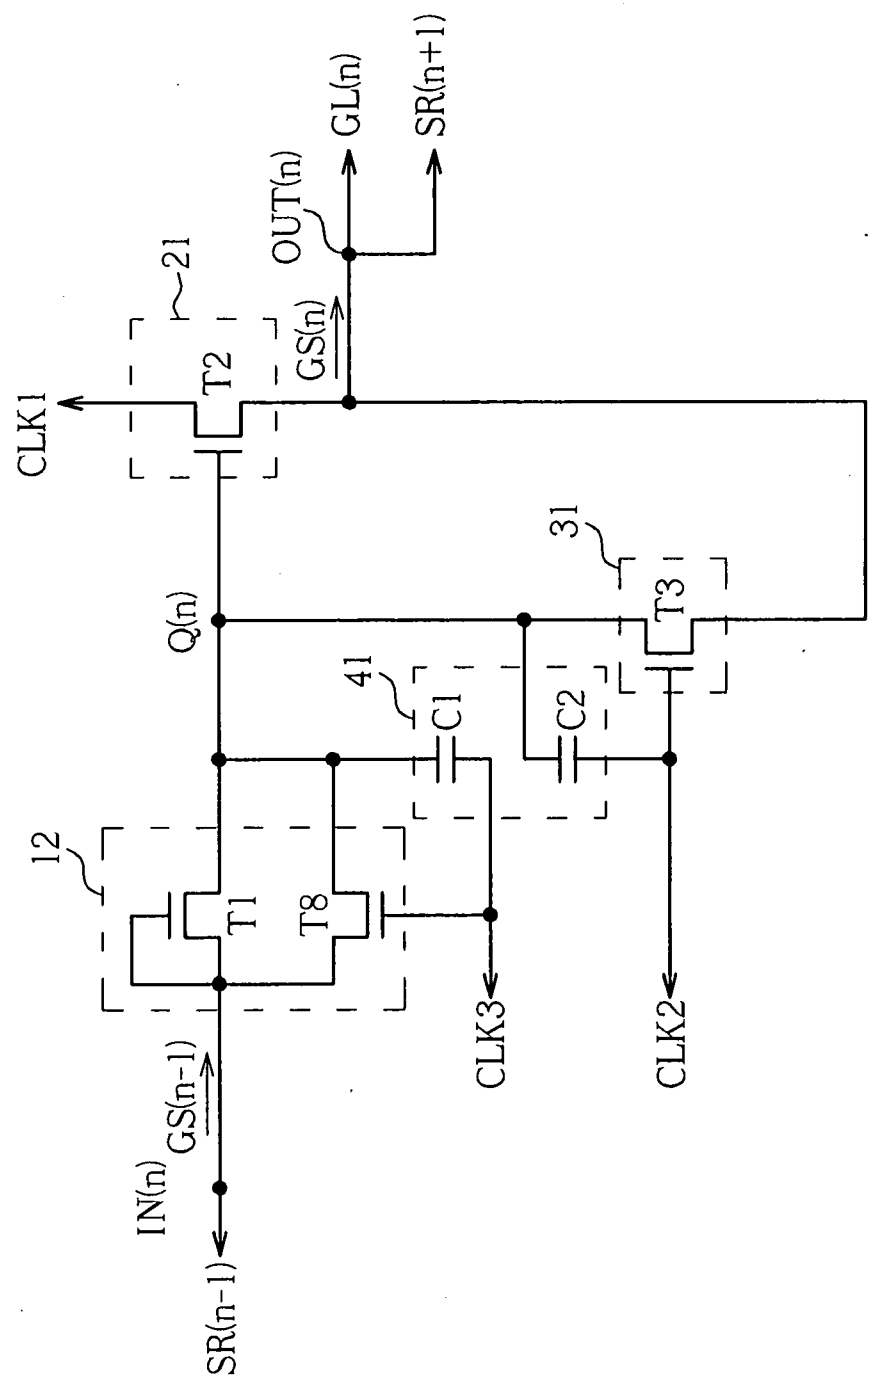 CLK1
21
T2
OUT(n)
GL(n)
GS(n)
SR(n+1)
Q(n)
12
T1
T8
41
C1
C2
31
T3
IN(n)
GS(n-1)
SR(n-1)
CLK3
CLK2